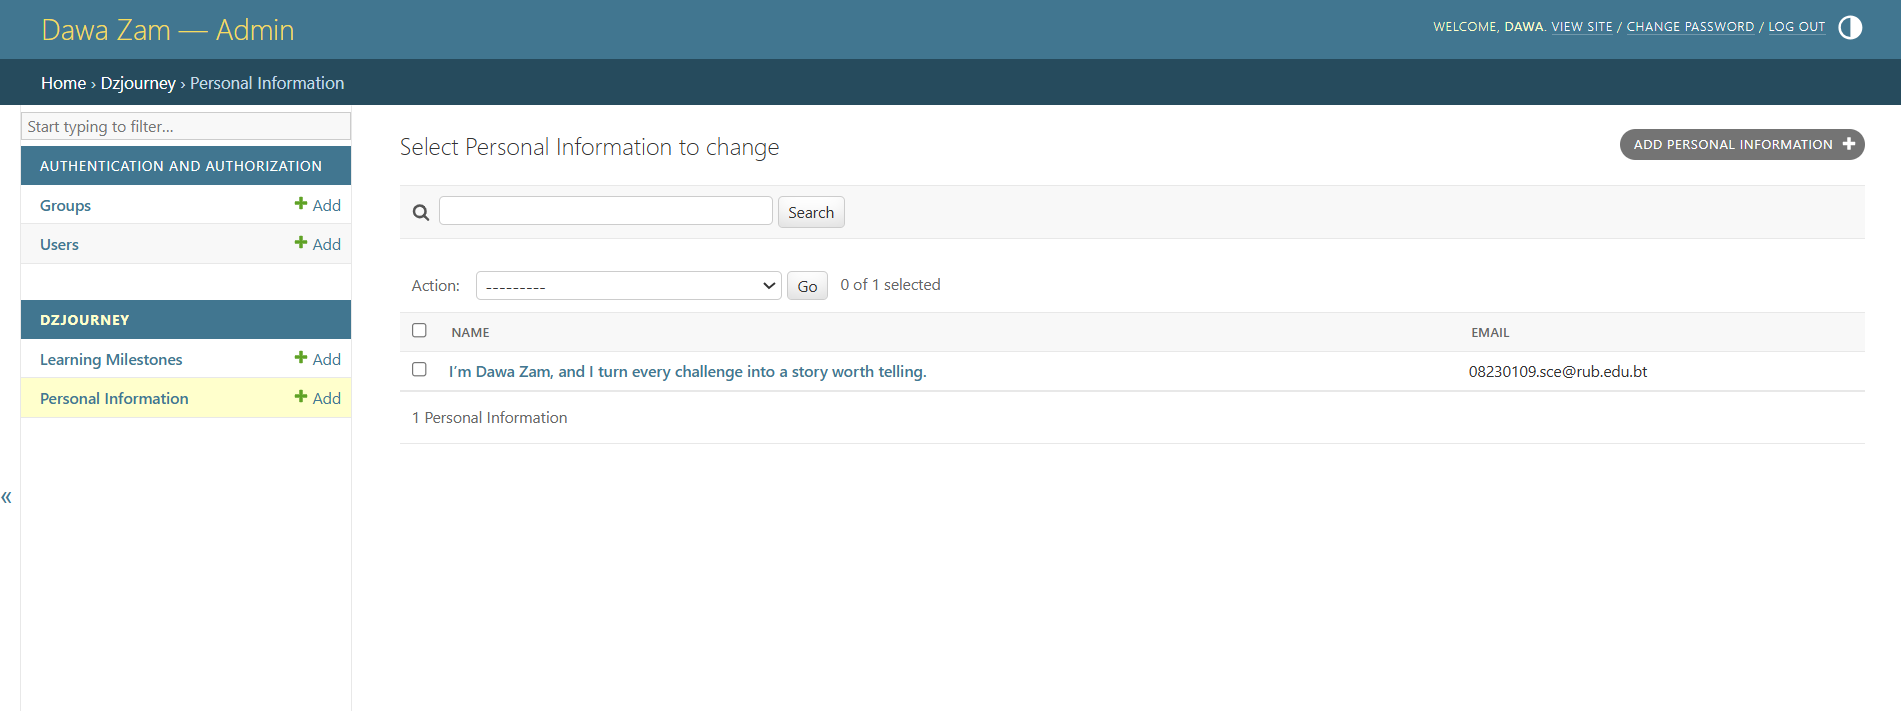 Dawa Zam — Admin
WELCOME, DAWA. VIEW SITE / CHANGE PASSWORD / LOG OUT
Home › Dzjourney › Personal Information
Start typing to filter...
AUTHENTICATION AND AUTHORIZATION
Groups Add
Users Add
DZJOURNEY
Learning Milestones Add
Personal Information Add
«
Select Personal Information to change
ADD PERSONAL INFORMATION
Search
Action: --------- Go 0 of 1 selected
NAME EMAIL
I’m Dawa Zam, and I turn every challenge into a story worth telling. 08230109.sce@rub.edu.bt
1 Personal Information